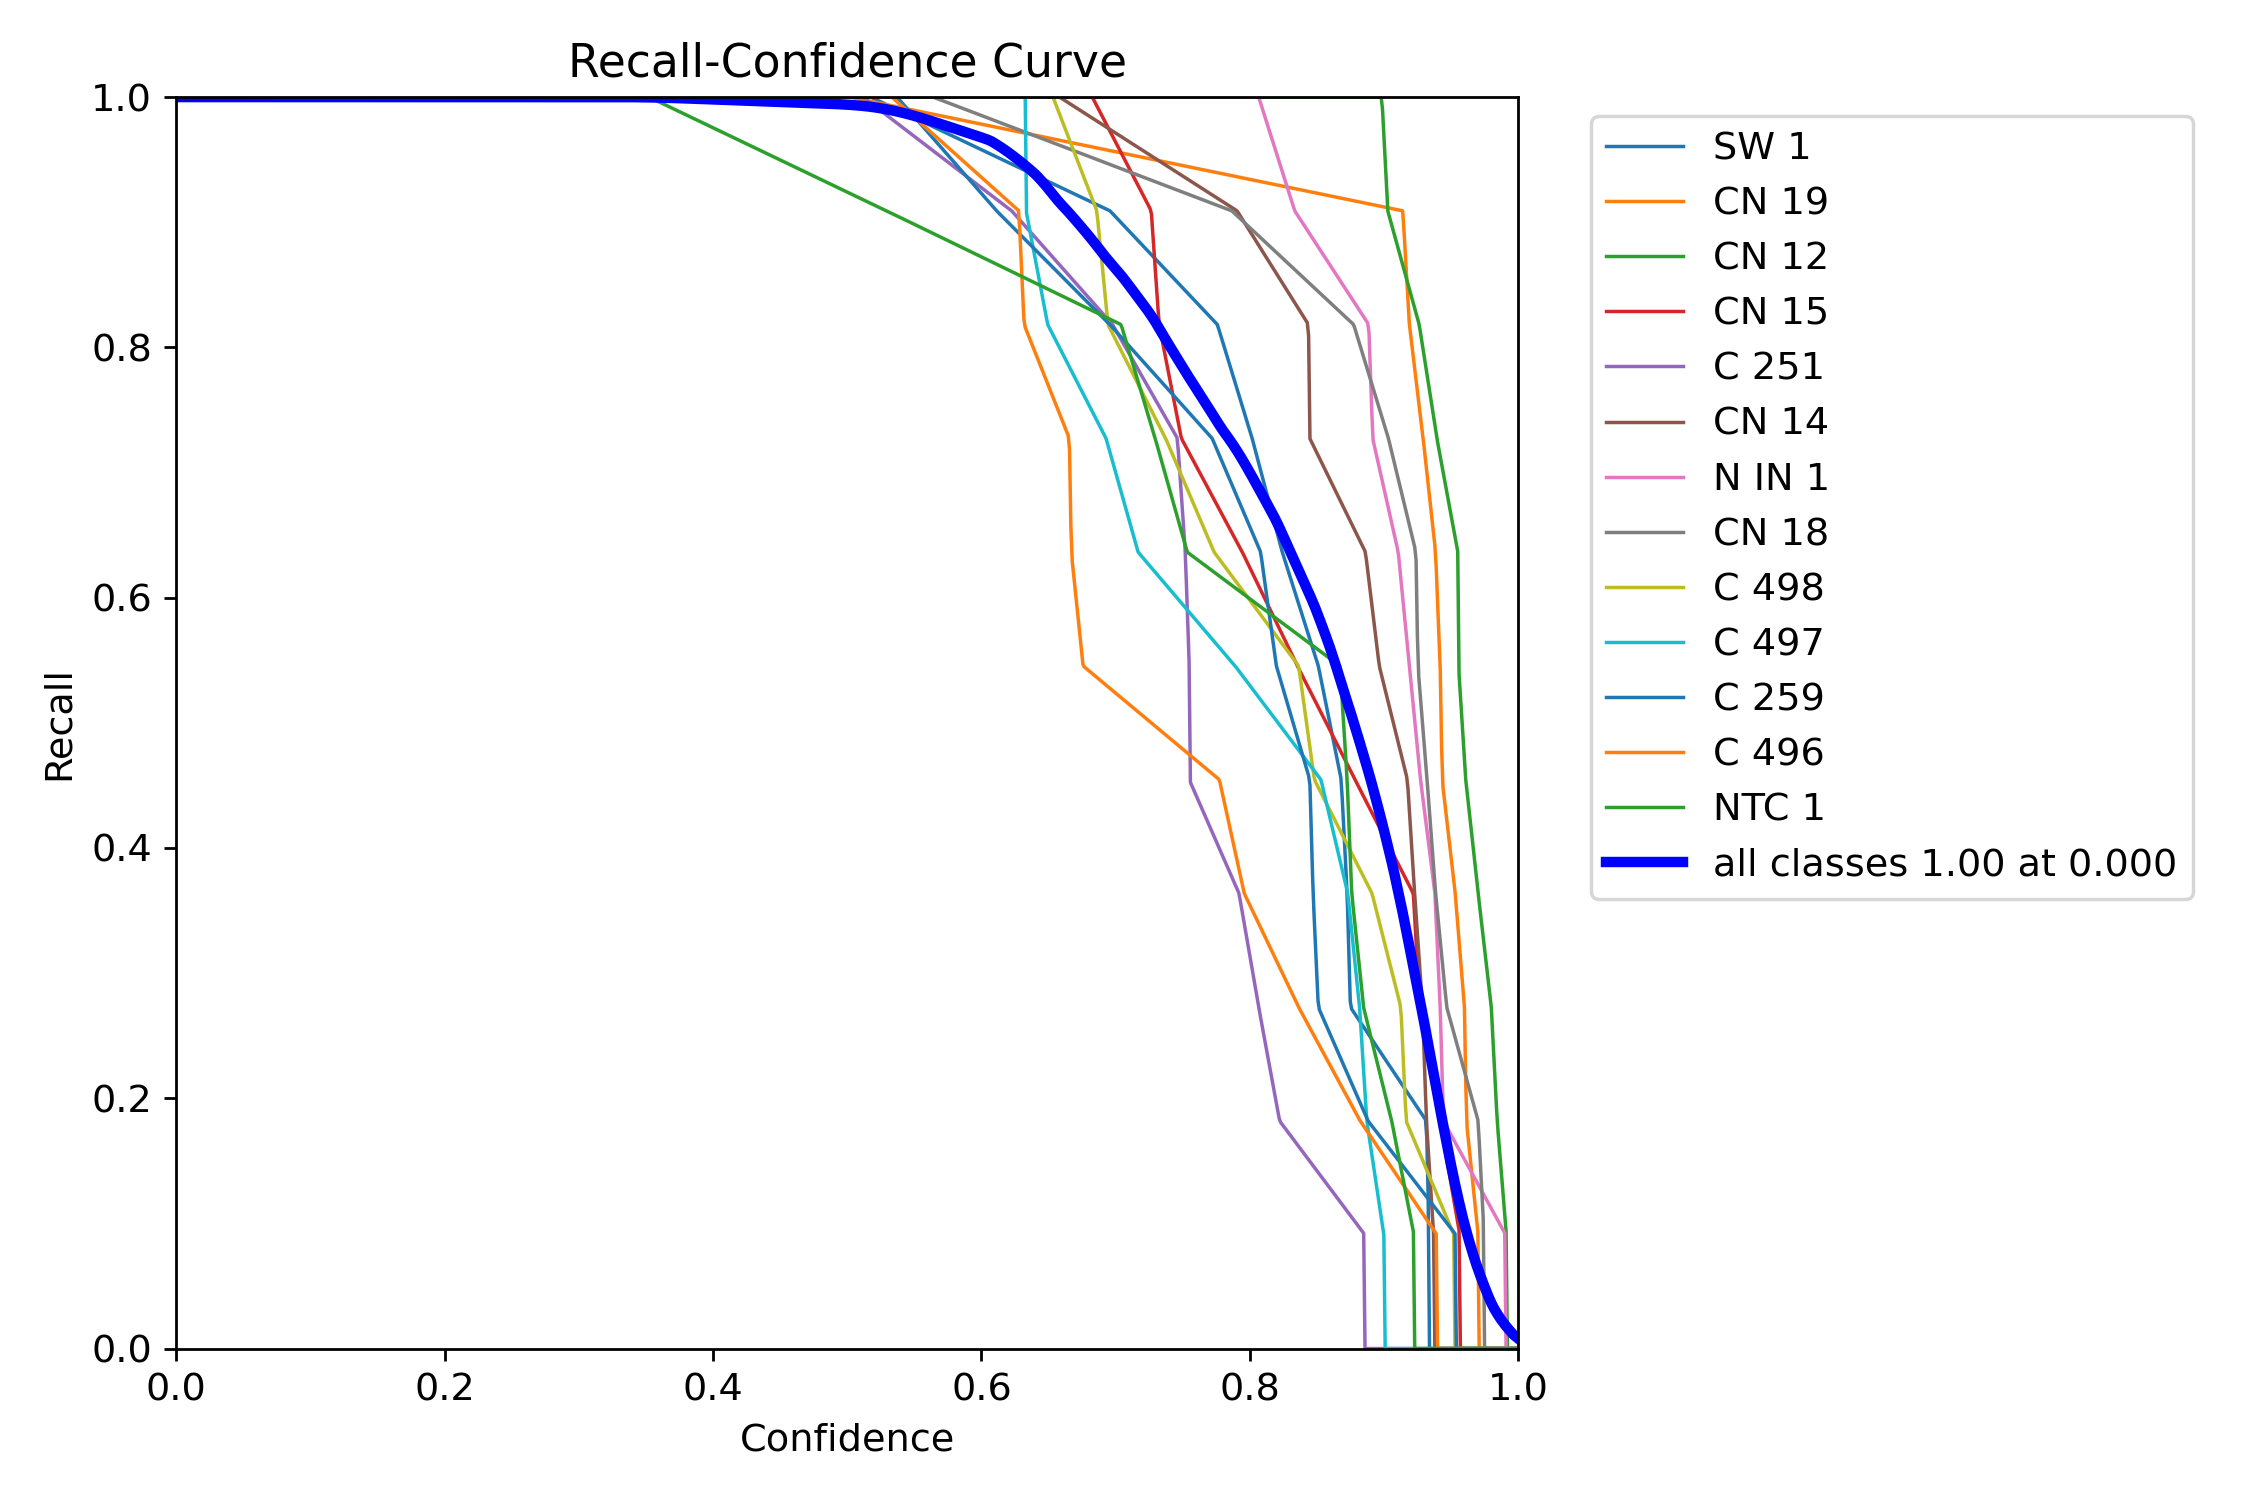 Recall-Confidence Curve
1.0
0.8
0.6
0.4
0.2
0.0
Recall
0.0 0.2 0.4 0.6 0.8 1.0
Confidence
SW 1
CN 19
CN 12
CN 15
C 251
CN 14
N IN 1
CN 18
C 498
C 497
C 259
C 496
NTC 1
all classes 1.00 at 0.000